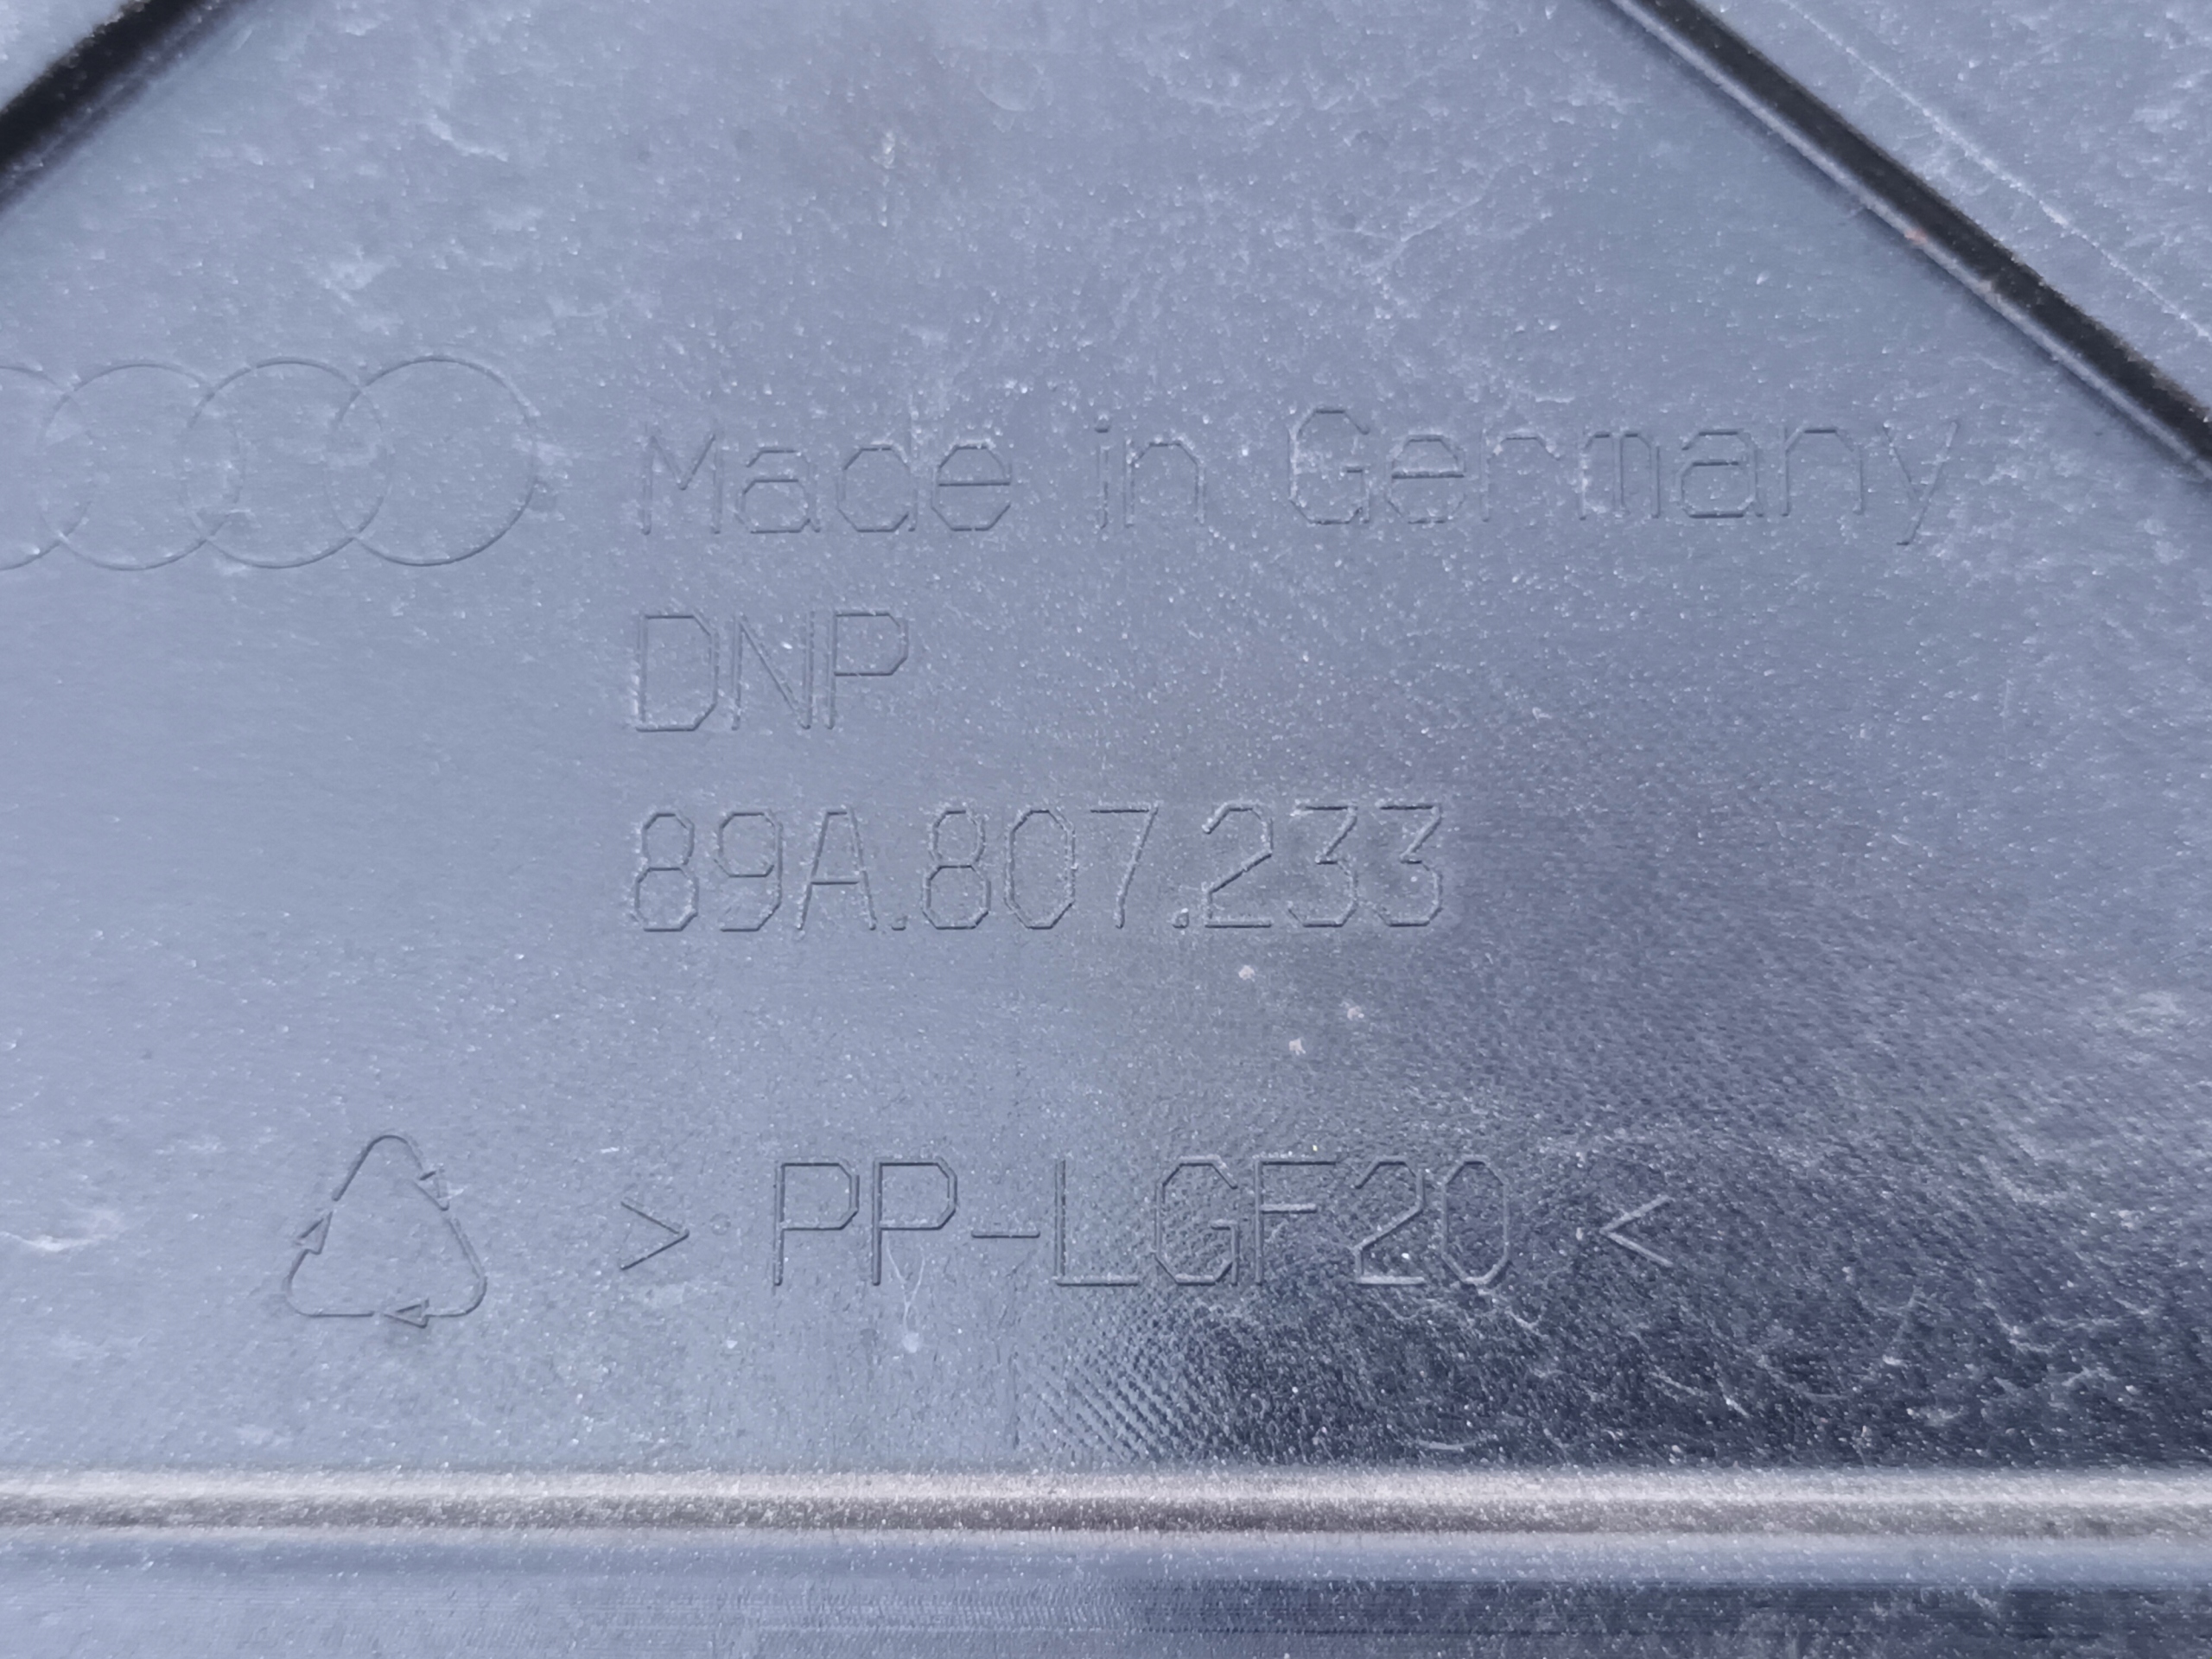 Made in Germany
DNP
89A.807.233
> PP-LGF20 <